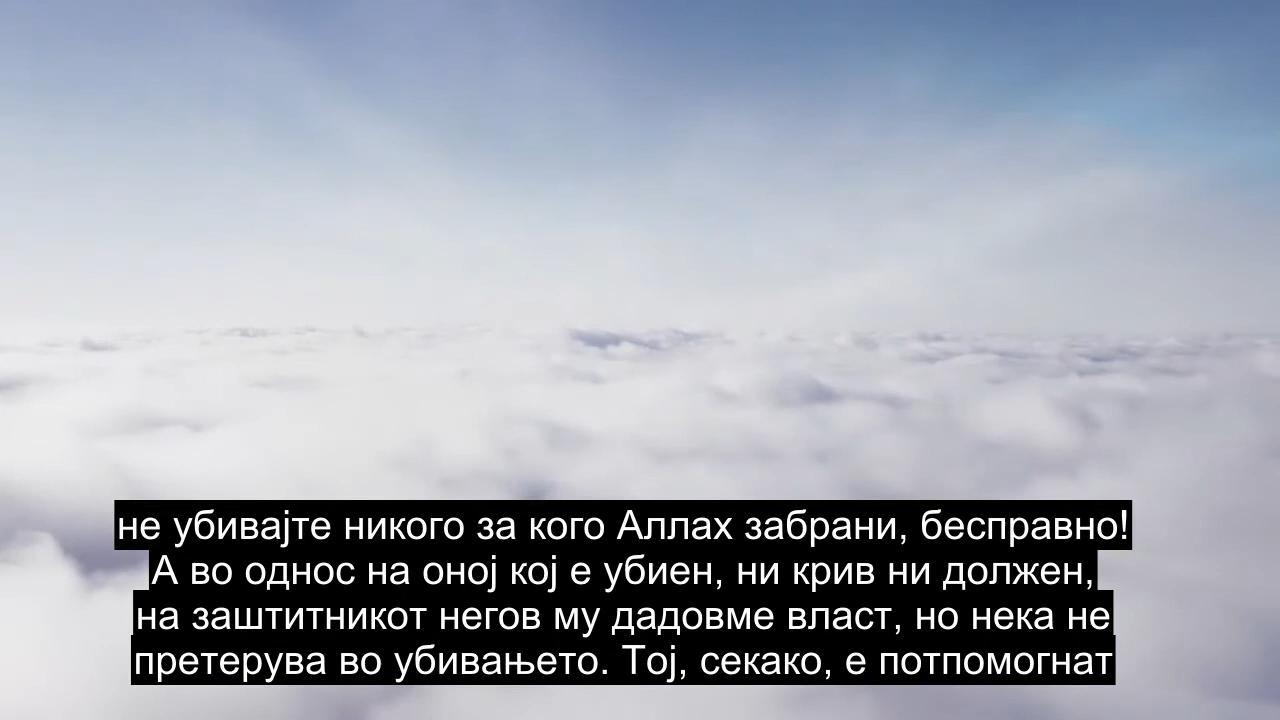 не убивајте никого за кого Аллах забрани, бесправно!
А во однос на оној кој е убиен, ни крив ни должен,
на заштитникот негов му дадовме власт, но нека не
претерува во убивањето. Тој, секако, е потпомогнат